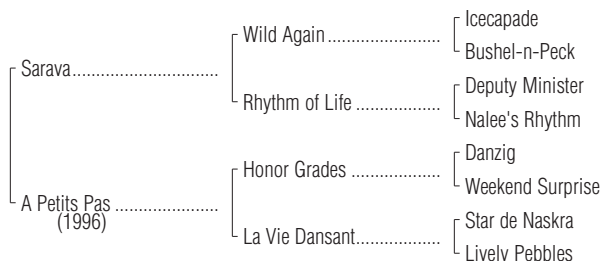 Icecapade
Wild Again
Bushel-n-Peck
Sarava
Deputy Minister
Rhythm of Life
Nalee's Rhythm
Danzig
Honor Grades
Weekend Surprise
A Petits Pas
(1996)
Star de Naskra
La Vie Dansant
Lively Pebbles